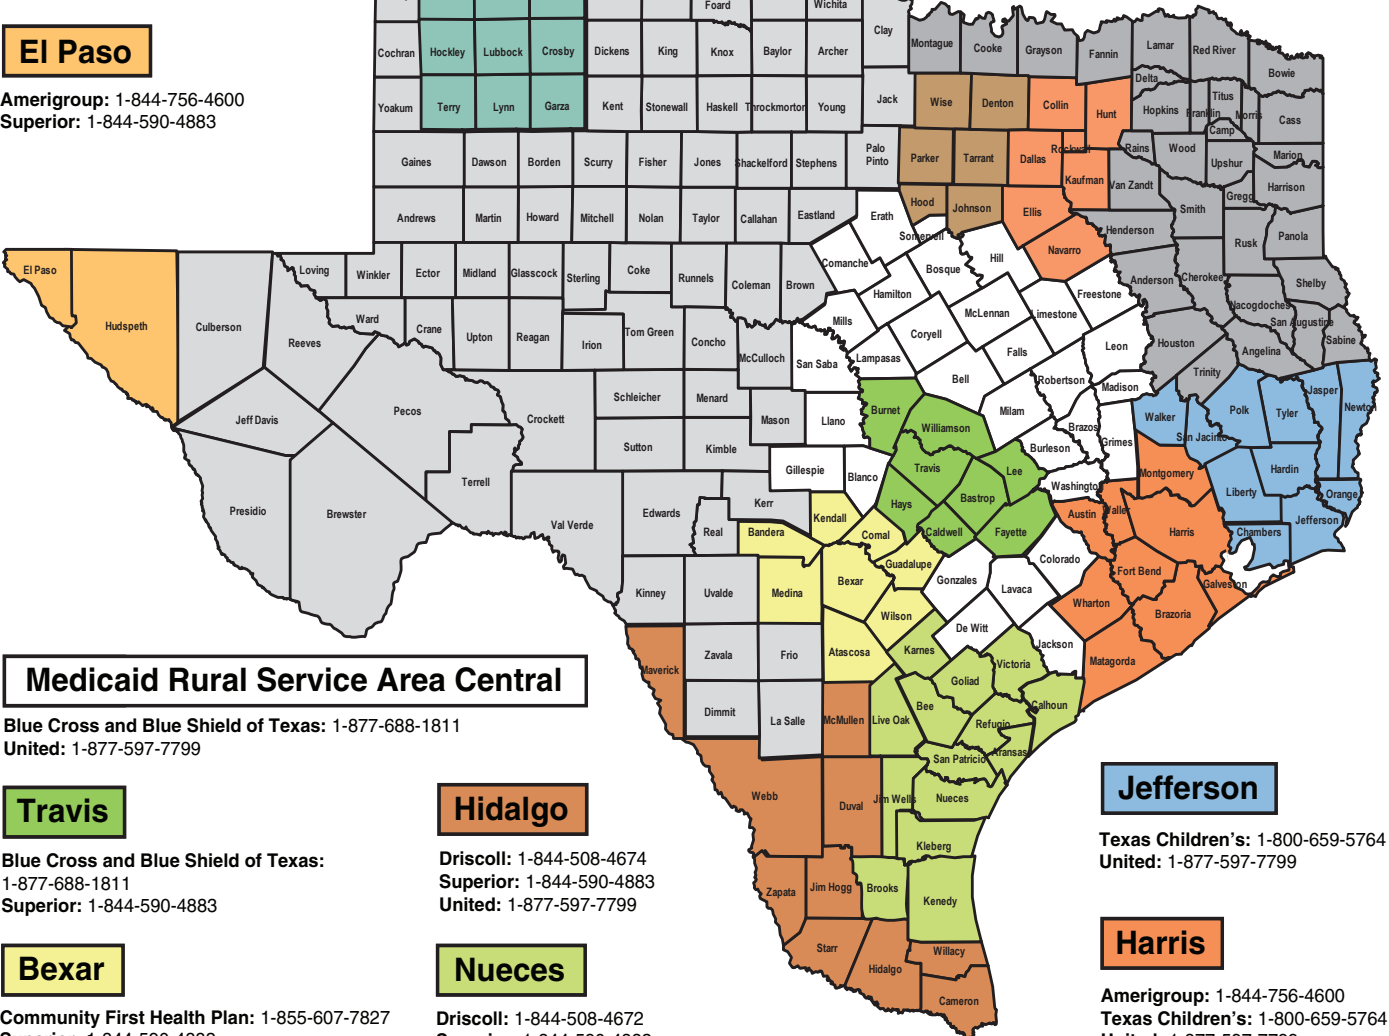 El Paso
Amerigroup: 1-844-756-4600
Superior: 1-844-590-4883
Foard
Wichita
Clay
Montague
Cooke
Grayson
Fannin
Lamar
Red River
Bowie
Cochran
Hockley
Lubbock
Crosby
Dickens
King
Knox
Baylor
Archer
Delta
Titus
Yoakum
Terry
Lynn
Garza
Kent
Stonewall
Haskell
Throckmorton
Young
Jack
Wise
Denton
Collin
Hunt
Hopkins
Franklin
Morris
Cass
Camp
Gaines
Dawson
Borden
Scurry
Fisher
Jones
Shackelford
Stephens
Palo
Pinto
Parker
Tarrant
Dallas
Rockwall
Kaufman
Rains
Wood
Upshur
Marion
Van Zandt
Harrison
Gregg
Andrews
Martin
Howard
Mitchell
Nolan
Taylor
Callahan
Eastland
Erath
Hood
Johnson
Somervell
Ellis
Navarro
Henderson
Smith
Rusk
Panola
El Paso
Hudspeth
Culberson
Loving
Winkler
Ector
Midland
Glasscock
Sterling
Coke
Runnels
Coleman
Brown
Comanche
Bosque
Hill
Hamilton
Freestone
Anderson
Cherokee
Shelby
Nacogdoches
San Augustine
Sabine
Ward
Reeves
Crane
Upton
Reagan
Irion
Tom Green
Concho
McCulloch
Mills
San Saba
Lampasas
Coryell
McLennan
Limestone
Falls
Leon
Houston
Angelina
Trinity
Jeff Davis
Pecos
Crockett
Schleicher
Menard
Mason
Llano
Burnet
Bell
Robertson
Madison
Milam
Williamson
Brazos
Burleson
Grimes
Walker
San Jacinto
Polk
Tyler
Jasper
Newton
Presidio
Brewster
Terrell
Val Verde
Sutton
Kimble
Edwards
Real
Kerr
Gillespie
Blanco
Travis
Lee
Hays
Bastrop
Caldwell
Fayette
Washington
Austin
Waller
Montgomery
Liberty
Hardin
Orange
Jefferson
Chambers
Harris
Bandera
Kendall
Comal
Guadalupe
Kinney
Uvalde
Medina
Bexar
Wilson
Gonzales
Lavaca
Colorado
Fort Bend
Galveston
Wharton
Brazoria
Matagorda
Jackson
De Witt
Maverick
Zavala
Frio
Atascosa
Karnes
Victoria
Goliad
Dimmit
La Salle
McMullen
Live Oak
Bee
Refugio
Calhoun
Aransas
San Patricio
Webb
Duval
Jim Wells
Nueces
Kleberg
Zapata
Jim Hogg
Brooks
Kenedy
Starr
Hidalgo
Willacy
Cameron
Medicaid Rural Service Area Central
Blue Cross and Blue Shield of Texas: 1-877-688-1811
United: 1-877-597-7799
Travis
Blue Cross and Blue Shield of Texas:
1-877-688-1811
Superior: 1-844-590-4883
Bexar
Community First Health Plan: 1-855-607-7827
Hidalgo
Driscoll: 1-844-508-4674
Superior: 1-844-590-4883
United: 1-877-597-7799
Nueces
Driscoll: 1-844-508-4672
Jefferson
Texas Children's: 1-800-659-5764
United: 1-877-597-7799
Harris
Amerigroup: 1-844-756-4600
Texas Children's: 1-800-659-5764